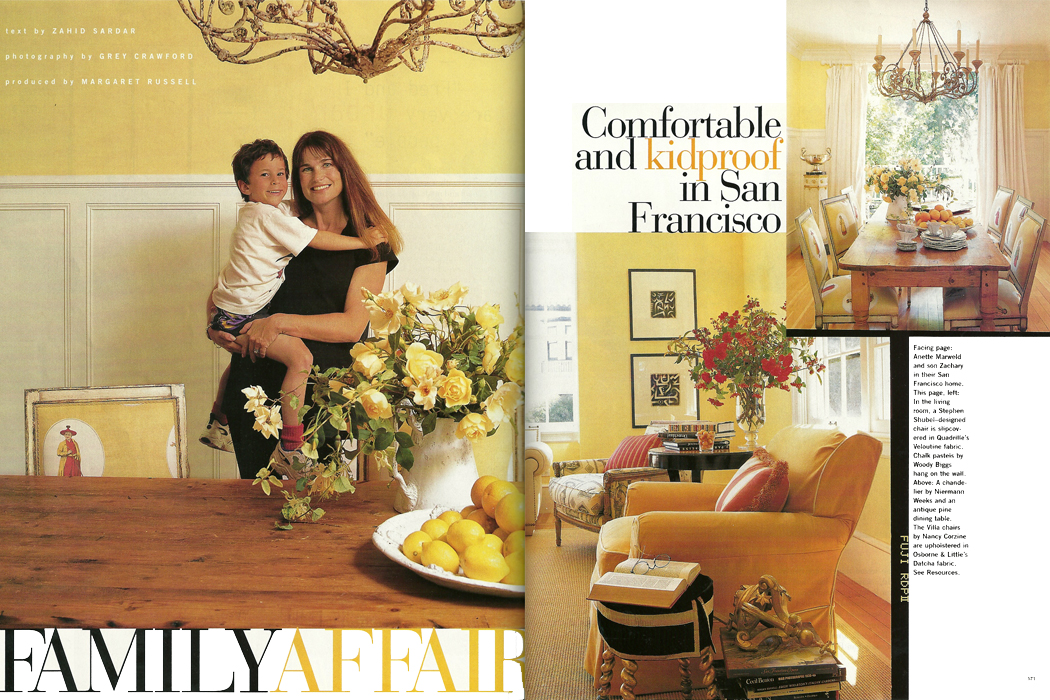 text by ZAHID SARDAR
photography by GREY CRAWFORD
produced by MARGARET RUSSELL
FAMILYAFFAIR
Comfortable
and kidproof
in San
Francisco
Facing page:
Anette Marweld
and son Zachary
in their San
Francisco home.
This page, left:
In the living
room, a Stephen
Shubel–designed
chair is slipcov-
ered in Quadrille's
Veloutine fabric.
Chalk pastels by
Woody Biggs
hang on the wall.
Above: A chande-
lier by Niermann
Weeks and an
antique pine
dining table.
The Villa chairs
by Nancy Corzine
are upholstered in
Osborne & Little's
Datcha fabric.
See Resources.
FUJI RDPII